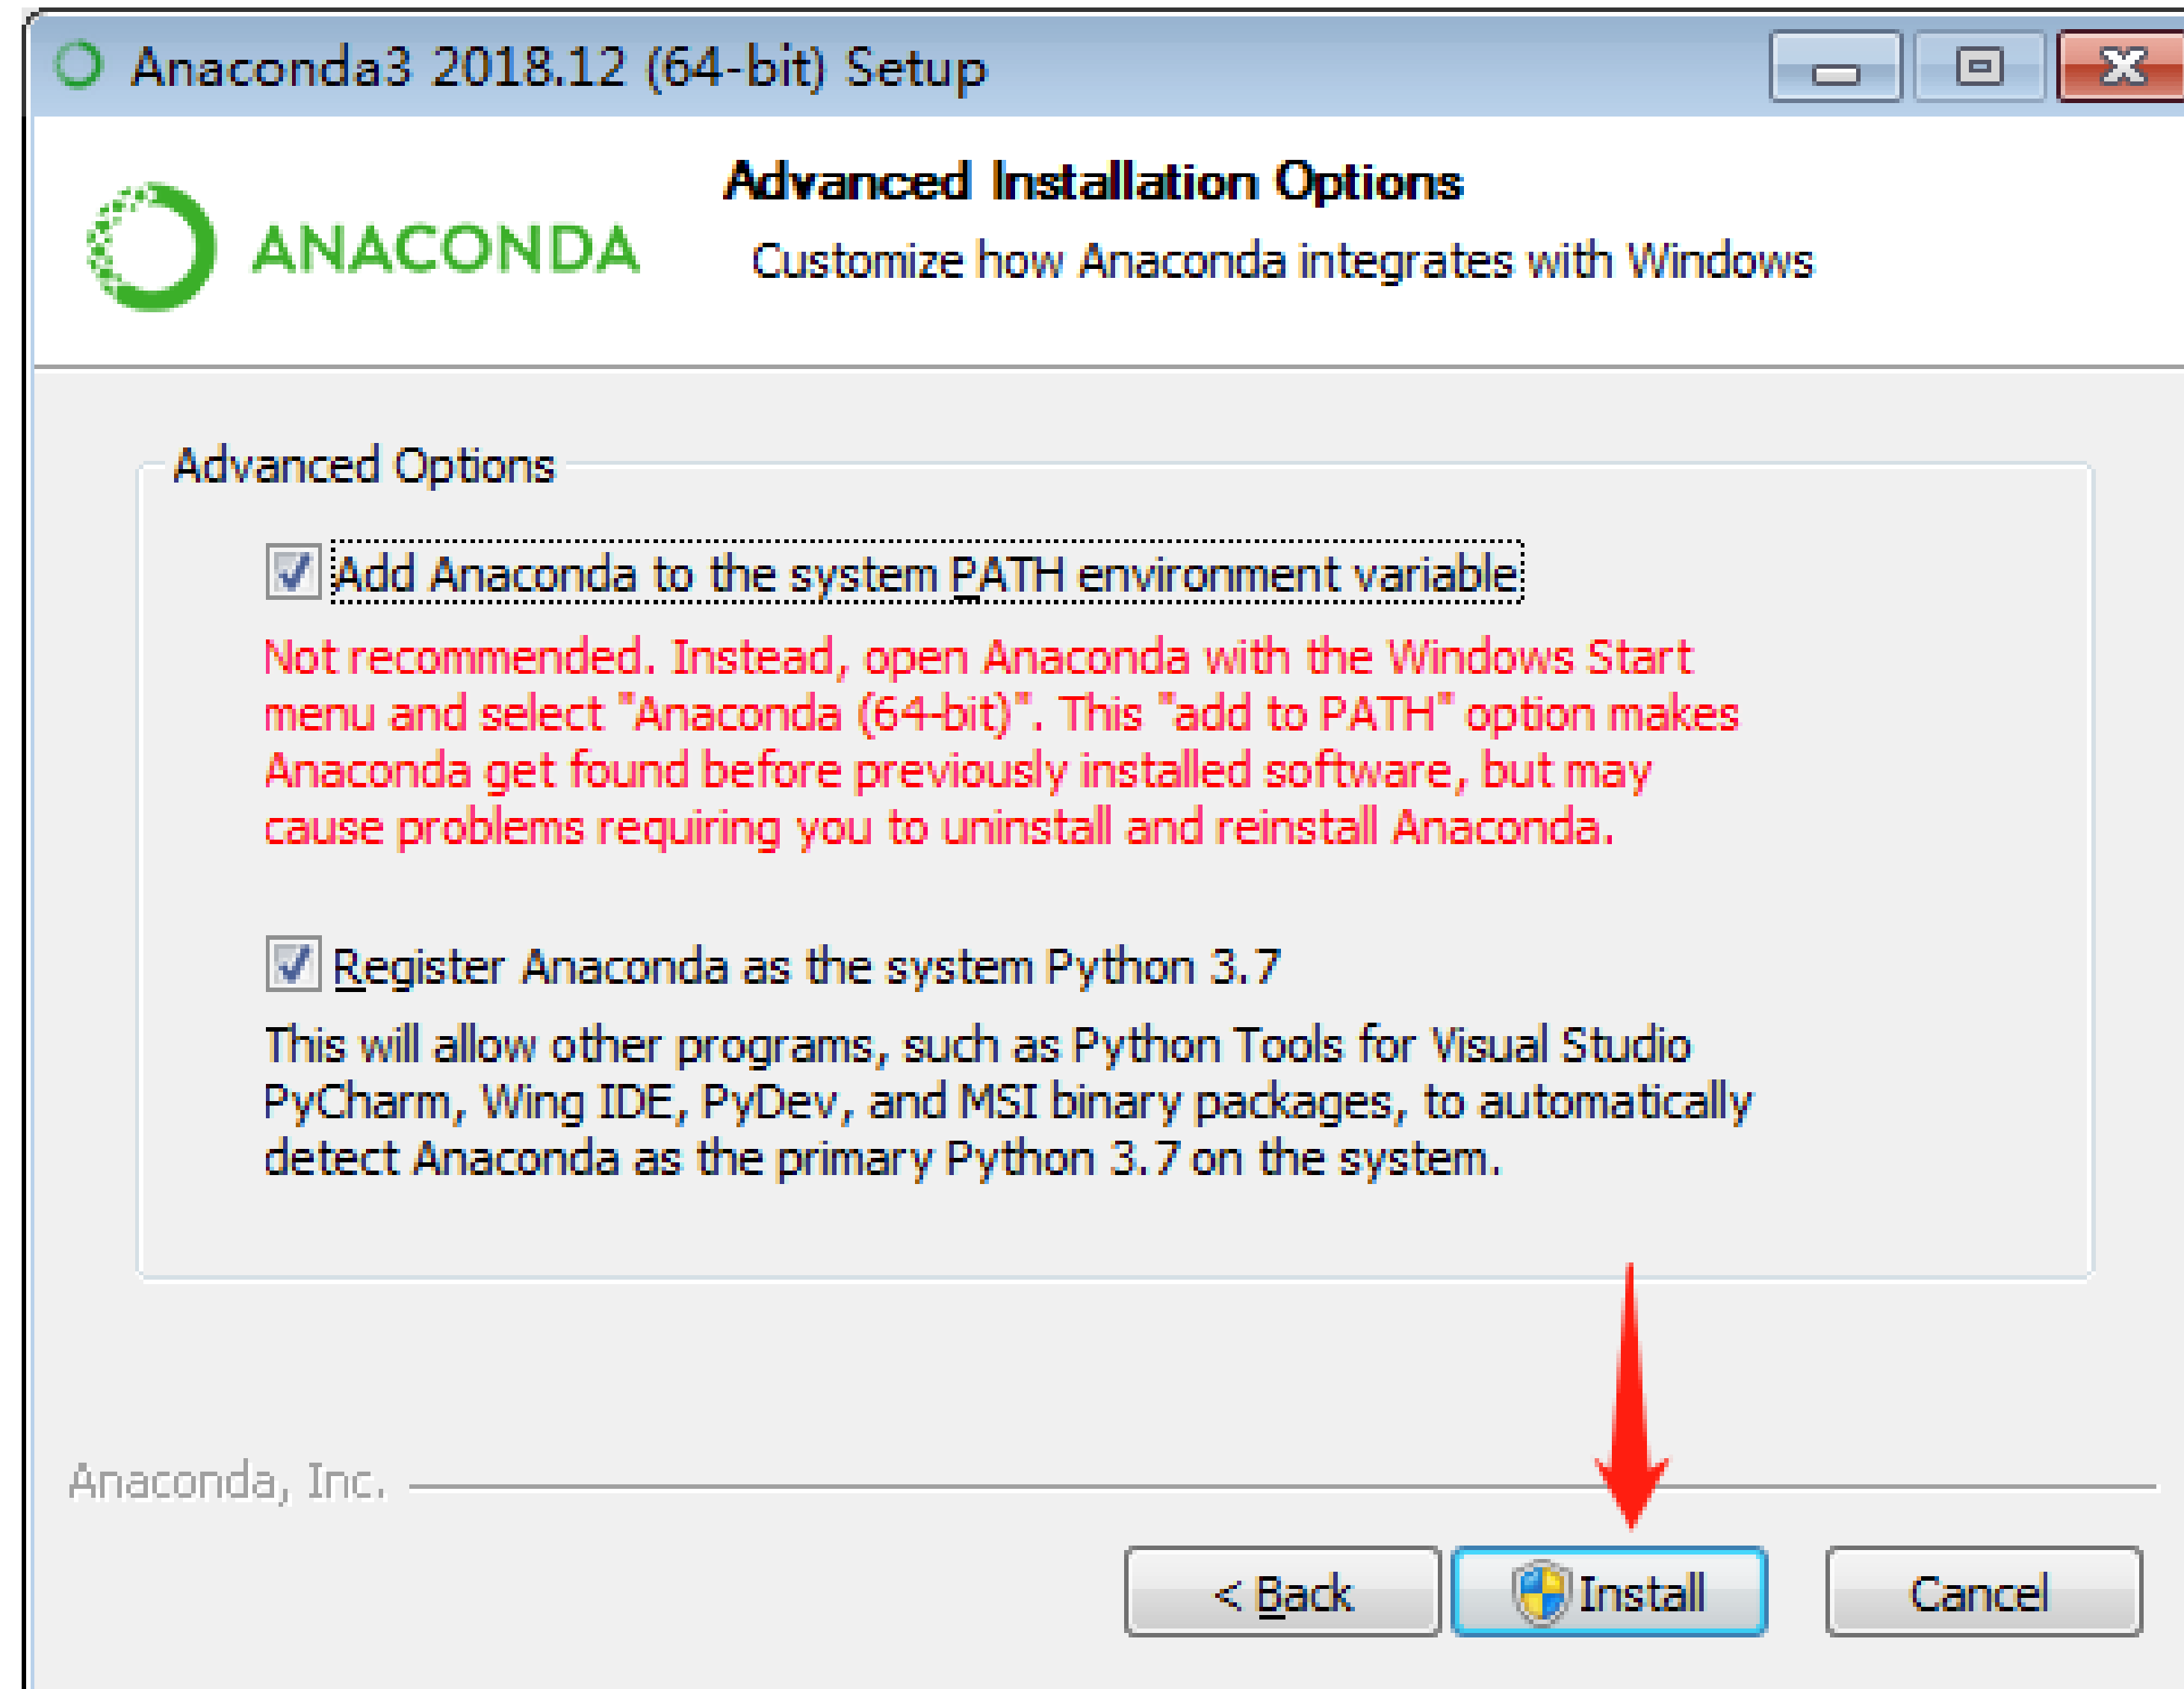 Anaconda3 2018.12 (64-bit) Setup
ANACONDA
Advanced Installation Options
Customize how Anaconda integrates with Windows
Advanced Options
Add Anaconda to the system PATH environment variable
Not recommended. Instead, open Anaconda with the Windows Start
menu and select "Anaconda (64-bit)". This "add to PATH" option makes
Anaconda get found before previously installed software, but may
cause problems requiring you to uninstall and reinstall Anaconda.
Register Anaconda as the system Python 3.7
This will allow other programs, such as Python Tools for Visual Studio
PyCharm, Wing IDE, PyDev, and MSI binary packages, to automatically
detect Anaconda as the primary Python 3.7 on the system.
Anaconda, Inc.
< Back
Install
Cancel